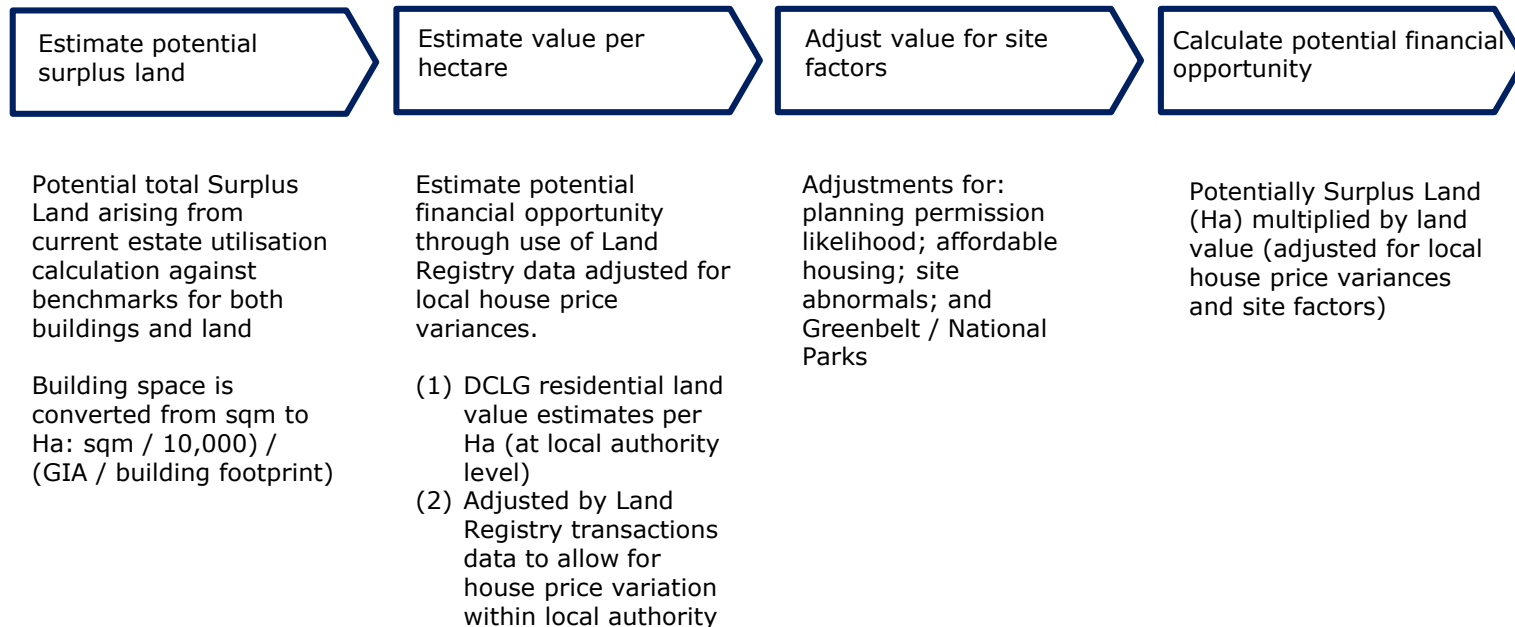 Estimate potential
surplus land
Estimate value per
hectare
Adjust value for site
factors
Calculate potential financial
opportunity
Potential total Surplus
Land arising from
current estate utilisation
calculation against
benchmarks for both
buildings and land
Building space is
converted from sqm to
Ha: sqm / 10,000) /
(GIA / building footprint)
Estimate potential
financial opportunity
through use of Land
Registry data adjusted for
local house price
variances.
(1) DCLG residential land
value estimates per
Ha (at local authority
level)
(2) Adjusted by Land
Registry transactions
data to allow for
house price variation
within local authority
Adjustments for:
planning permission
likelihood; affordable
housing; site
abnormals; and
Greenbelt / National
Parks
Potentially Surplus Land
(Ha) multiplied by land
value (adjusted for local
house price variances
and site factors)